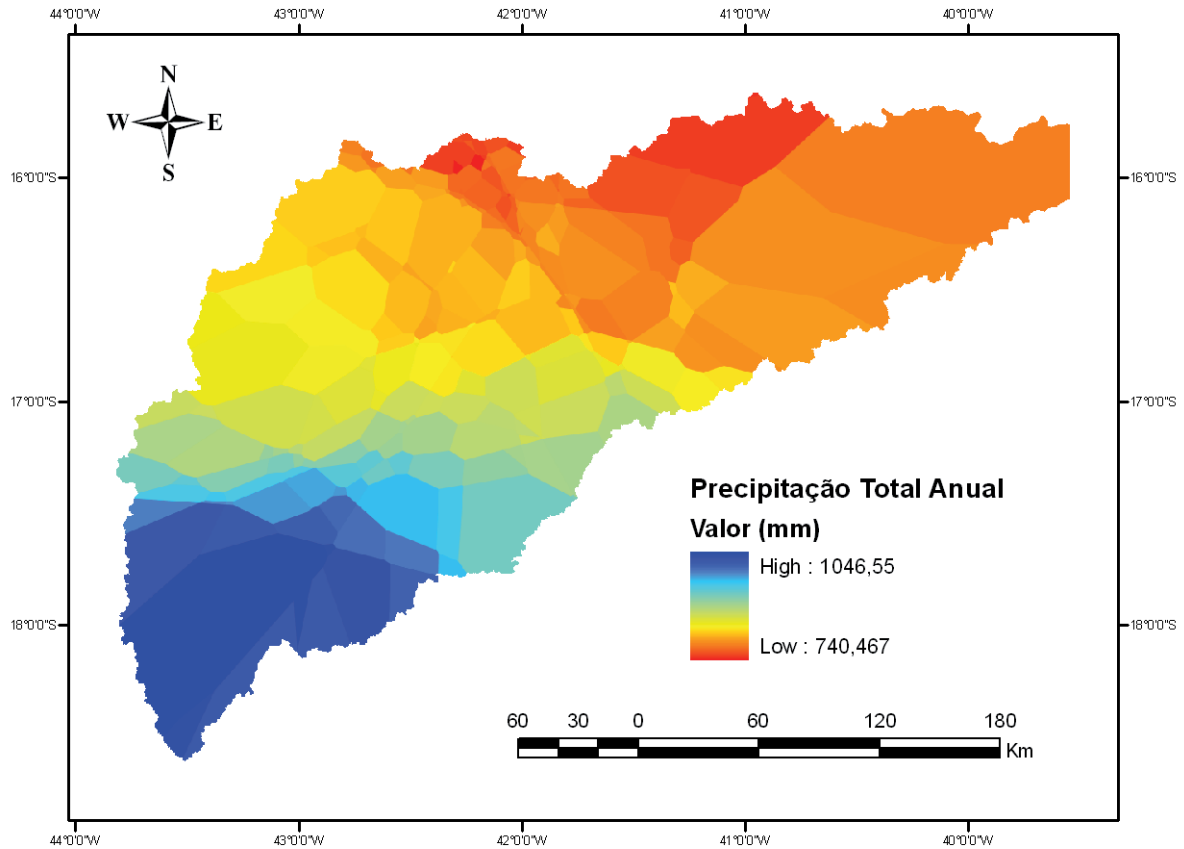 44°0'0"W 43°0'0"W 42°0'0"W 41°0'0"W 40°0'0"W
N
W E
S
16°0'0"S 16°0'0"S
17°0'0"S 17°0'0"S
Precipitação Total Anual
Valor (mm)
High : 1046,55
Low : 740,467
18°0'0"S 18°0'0"S
60 30 0 60 120 180
Km
44°0'0"W 43°0'0"W 42°0'0"W 41°0'0"W 40°0'0"W